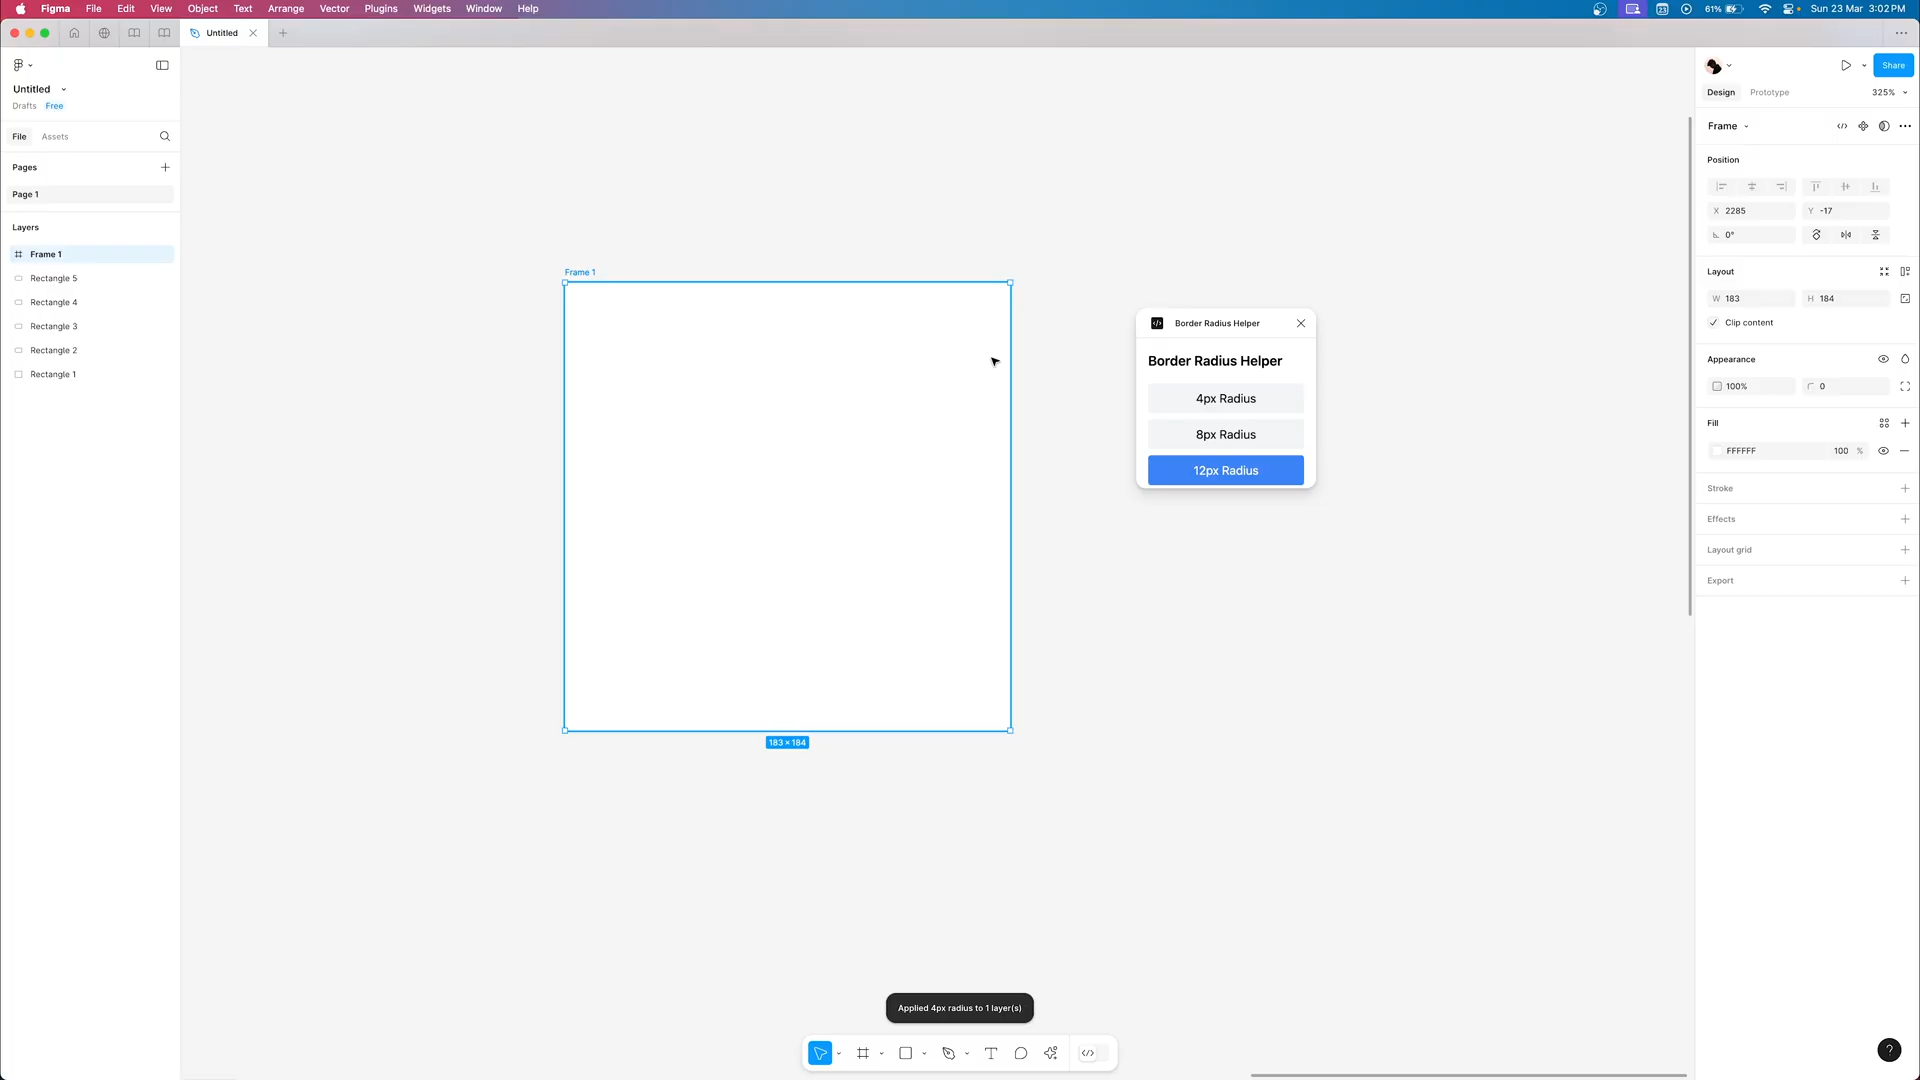 Figma File Edit View Object Text Arrange Vector Plugins Widgets Window Help
23 61% Sun 23 Mar 3:02 PM
Untitled
Untitled
Drafts Free
File Assets
Pages
Page 1
Layers
Frame 1
Rectangle 5
Rectangle 4
Rectangle 3
Rectangle 2
Rectangle 1
Frame 1
183 × 184
Border Radius Helper
Border Radius Helper
4px Radius
8px Radius
12px Radius
Applied 4px radius to 1 layer(s)
Share
Design Prototype 325%
Frame
Position
X 2285 Y -17
0°
Layout
W 183 H 184
Clip content
Appearance
100% 0
Fill
FFFFFF 100 %
Stroke
Effects
Layout grid
Export
?